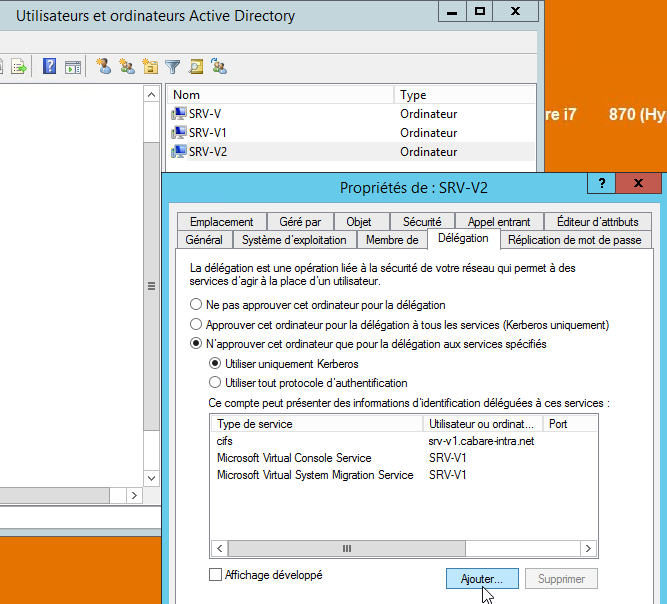 Utilisateurs et ordinateurs Active Directory
Nom Type
SRV-V Ordinateur
SRV-V1 Ordinateur
SRV-V2 Ordinateur
re i7 870 (Hy
Propriétés de : SRV-V2
Emplacement Géré par Objet Sécurité Appel entrant Éditeur d'attributs
Général Système d'exploitation Membre de Délégation Réplication de mot de passe
La délégation est une opération liée à la sécurité de votre réseau qui permet à des
services d'agir à la place d'un utilisateur.
Ne pas approuver cet ordinateur pour la délégation
Approuver cet ordinateur pour la délégation à tous les services (Kerberos uniquement)
N'approuver cet ordinateur que pour la délégation aux services spécifiés
Utiliser uniquement Kerberos
Utiliser tout protocole d'authentification
Ce compte peut présenter des informations d'identification déléguées à ces services :
Type de service Utilisateur ou ordinat... Port
cifs srv-v1.cabare-intra.net
Microsoft Virtual Console Service SRV-V1
Microsoft Virtual System Migration Service SRV-V1
Affichage développé
Ajouter... Supprimer